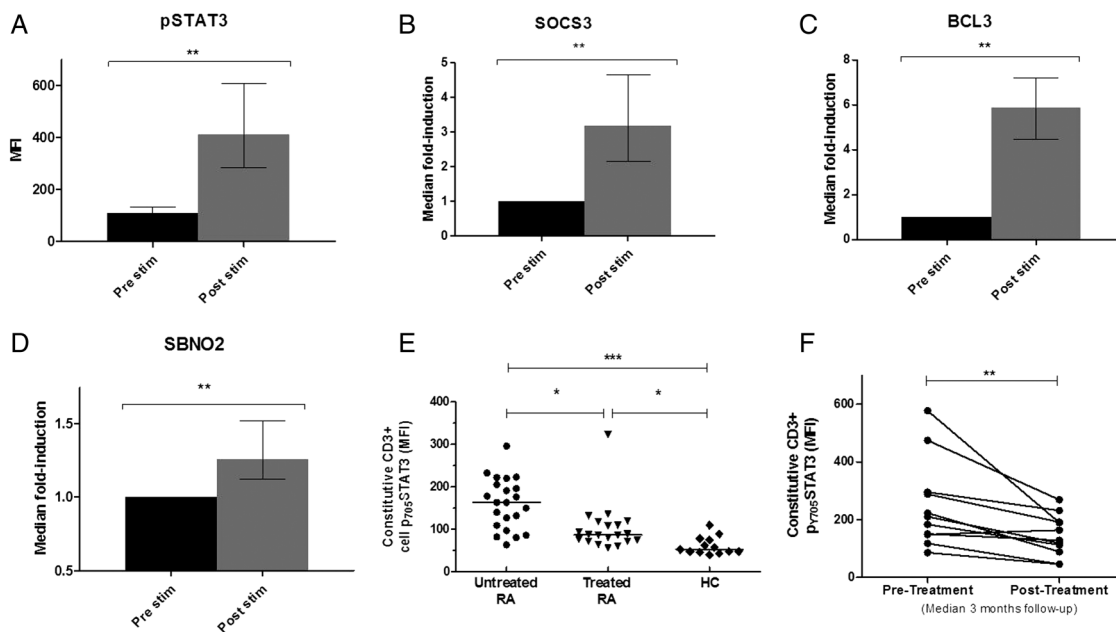 A
pSTAT3
**
MFI
600
400
200
0
Pre stim
Post stim
B
SOCS3
**
Median fold-induction
5
4
3
2
1
0
Pre stim
Post stim
C
BCL3
**
Median fold-induction
8
6
4
2
0
Pre stim
Post stim
D
SBNO2
**
Median fold-induction
1.5
1.0
0.5
Pre stim
Post stim
E
***
*
*
Constitutive CD3+
cell p705STAT3 (MFI)
400
300
200
100
0
Untreated
RA
Treated
RA
HC
F
**
Constitutive CD3+
pY705STAT3 (MFI)
600
400
200
0
Pre-Treatment
Post-Treatment
(Median 3 months follow-up)